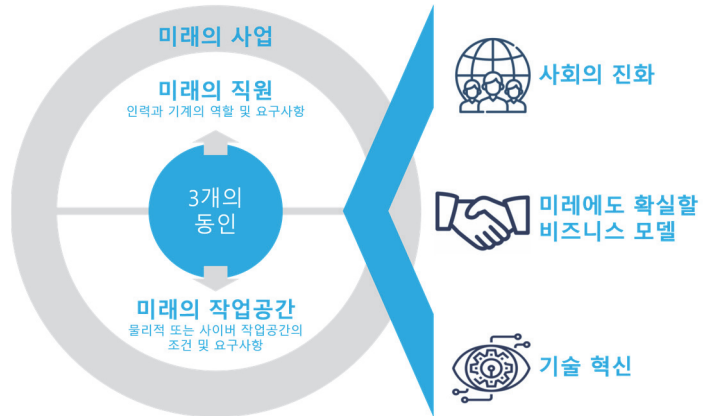 미래의 사업
미래의 직원
인력과 기계의 역할 및 요구사항
3개의
동인
미래의 작업공간
물리적 또는 사이버 작업공간의
조건 및 요구사항
사회의 진화
미레에도 확실할
비즈니스 모델
기술 혁신